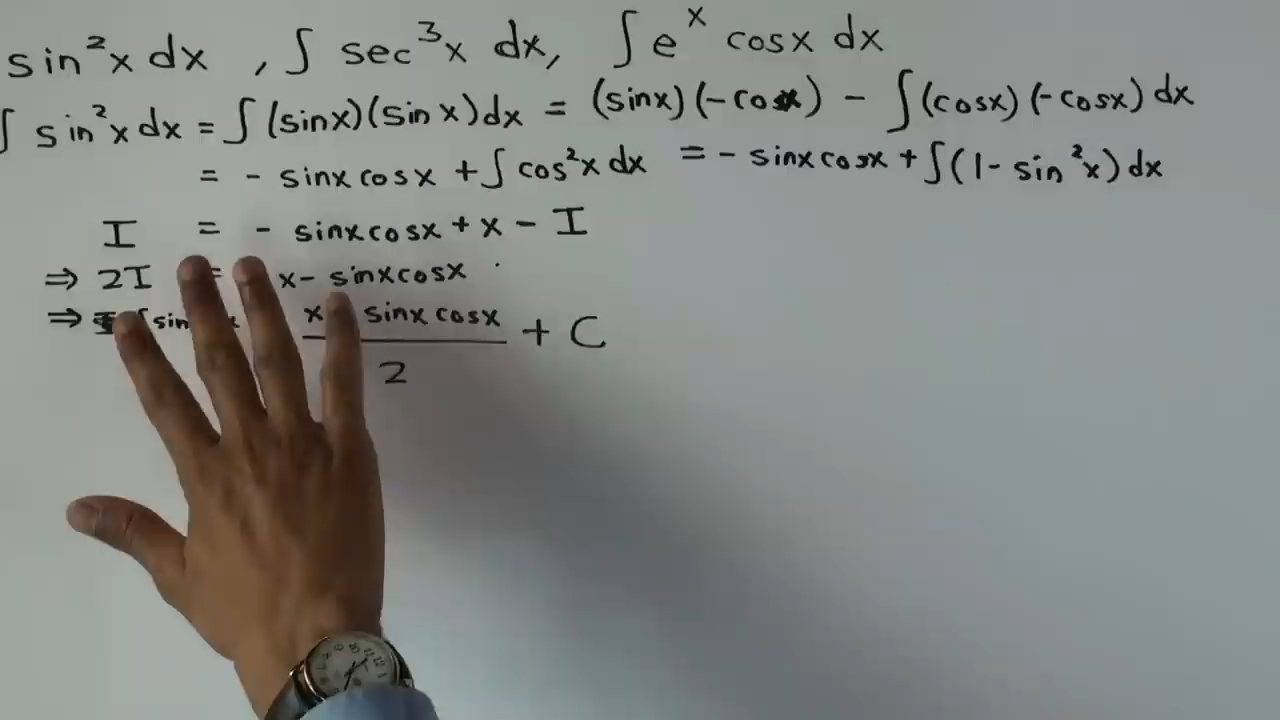 sin²x dx , ∫ sec³x dx, ∫ eˣ cosx dx
∫ sin²x dx = ∫ (sinx)(sin x) dx = (sinx)(-cosx) - ∫(cosx)(-cosx) dx
= - sinx cosx + ∫ cos²x dx = - sinx cosx + ∫(1- sin²x) dx
I = - sinx cosx + x - I
⇒ 2I = x - sinx cosx
⇒ ∫ sin x sinx cosx / 2 + C